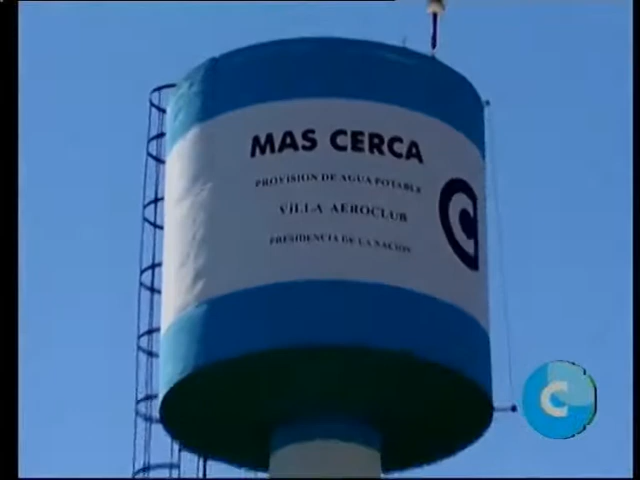 MAS CERCA
PROVISION DE AGUA POTABLE
VILLA AEROCLUB
PRESIDENCIA DE LA NACION
C
C